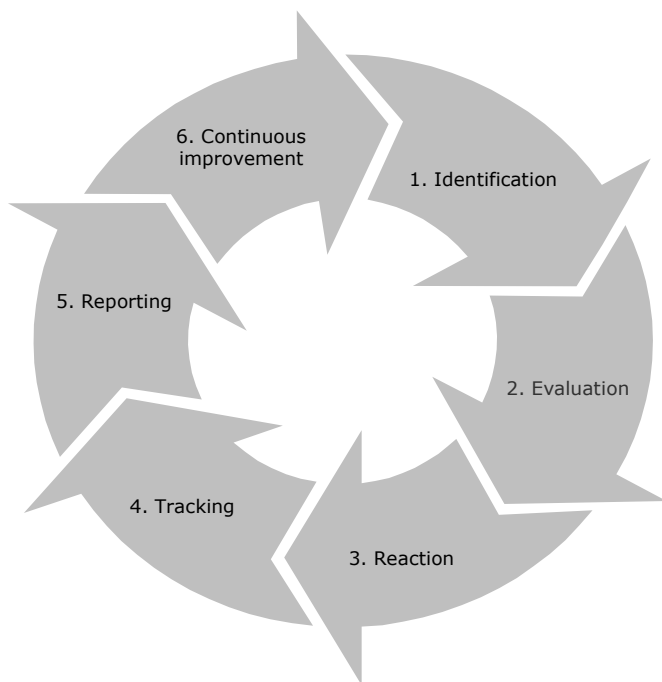 1. Identification
2. Evaluation
3. Reaction
4. Tracking
5. Reporting
6. Continuous
improvement